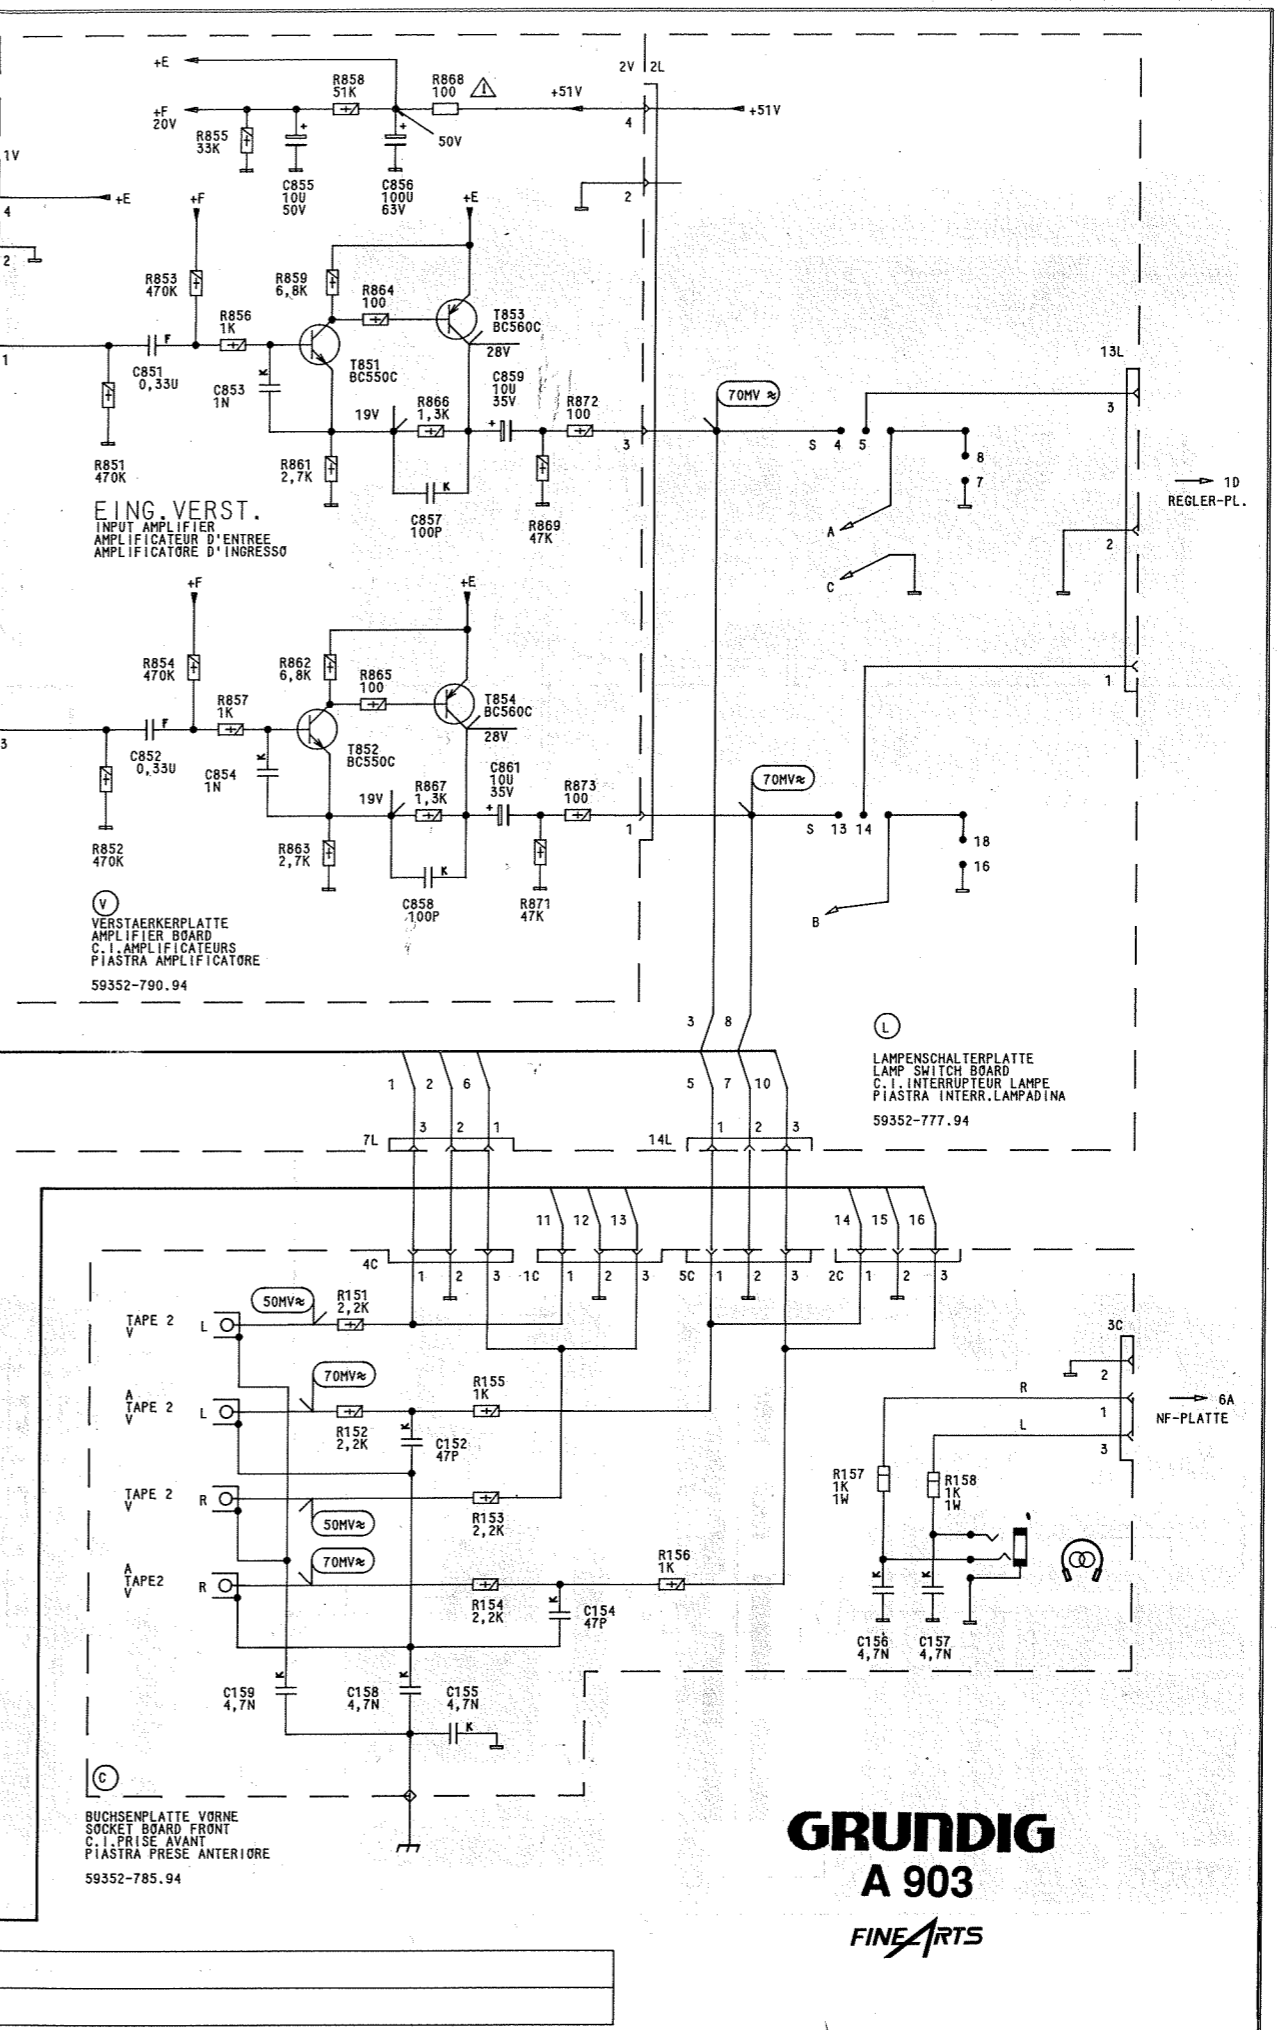 +E
R858
51K
R868
100
+51V
2V
2L
+51V
+F
20V
R855
33K
50V
4
C855
10U
50V
C856
100U
63V
2
1V
4
+E
2
+F
+E
R853
470K
R859
6,8K
R864
100
T853
BC560C
R856
1K
28V
1
C851
0,33U
F
C853
1N
K
T851
BC550C
C859
10U
35V
19V
R866
1,3K
R872
100
+
3
R851
470K
R861
2,7K
K
C857
100P
R869
47K
70MV≈
S
4
5
8
7
A
C
13L
3
2
1
1D
REGLER-PL.
EING.VERST.
INPUT AMPLIFIER
AMPLIFICATEUR D'ENTREE
AMPLIFICATORE D'INGRESSO
+F
+E
R854
470K
R862
6,8K
R865
100
T854
BC560C
R857
1K
28V
3
C852
0,33U
F
C854
1N
K
T852
BC550C
C861
10U
35V
19V
R867
1,3K
R873
100
+
1
R852
470K
R863
2,7K
K
C858
100P
R871
47K
70MV≈
S
13
14
18
16
B
V
VERSTAERKERPLATTE
AMPLIFIER BOARD
C.I.AMPLIFICATEURS
PIASTRA AMPLIFICATORE
59352-790.94
3
8
L
LAMPENSCHALTERPLATTE
LAMP SWITCH BOARD
C.I.INTERRUPTEUR LAMPE
PIASTRA INTERR.LAMPADINA
59352-777.94
1
2
6
5
7
10
7L
3
2
1
14L
1
2
3
11
12
13
14
15
16
4C
1
2
3
1C
1
2
3
5C
1
2
3
2C
1
2
3
TAPE 2
V
L
50MV≈
R151
2,2K
A
TAPE 2
V
L
70MV≈
R152
2,2K
K
C152
47P
R155
1K
TAPE 2
V
R
50MV≈
R153
2,2K
A
TAPE2
V
R
70MV≈
R154
2,2K
K
C154
47P
R156
1K
3C
2
R
1
L
3
6A
NF-PLATTE
R157
1K
1W
R158
1K
1W
K
K
C156
4,7N
C157
4,7N
K
C159
4,7N
K
C158
4,7N
C155
4,7N
K
C
BUCHSENPLATTE VORNE
SOCKET BOARD FRONT
C.I.PRISE AVANT
PIASTRA PRESE ANTERIORE
59352-785.94
GRUNDIG
A 903
FINE ARTS